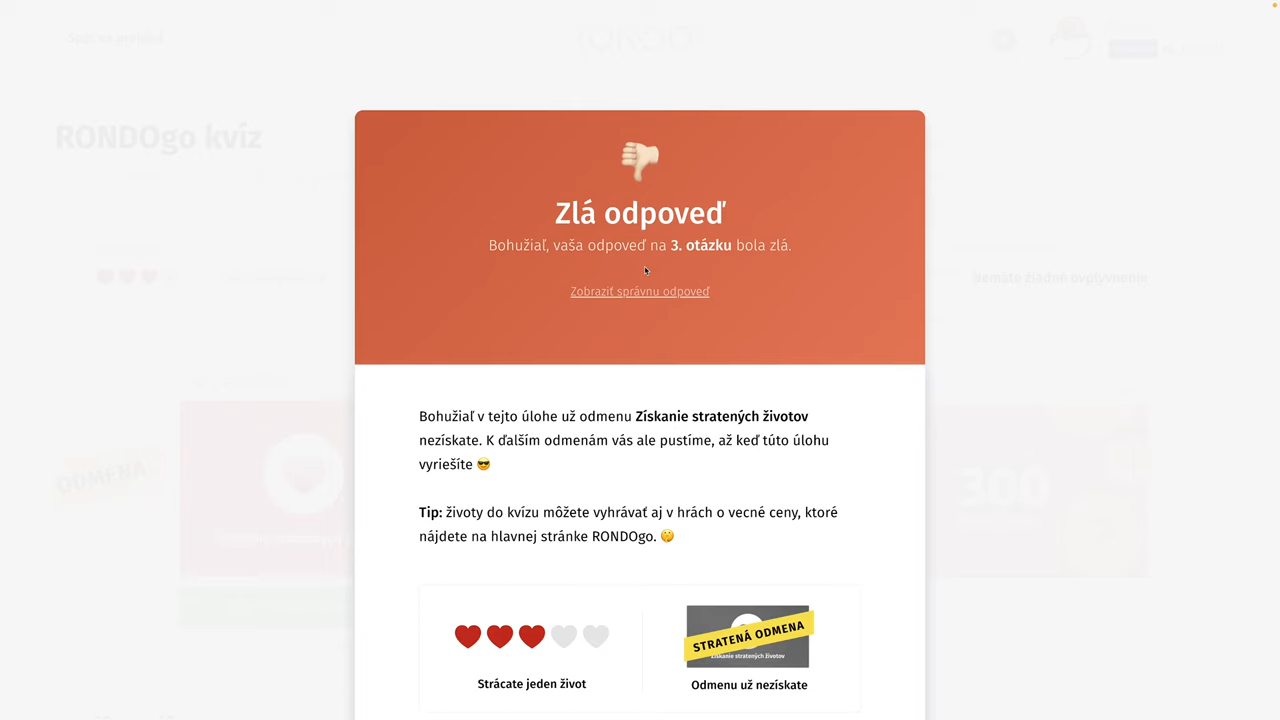 RONDOgo kvíz
Zlá odpoveď
Bohužiaľ, vaša odpoveď na 3. otázku bola zlá.
Zobraziť správnu odpoveď
Nemáte žiadne ovplyvnenie
ODMENA
300
Bohužiaľ v tejto úlohe už odmenu Získanie stratených životov
nezískate. K ďalším odmenám vás ale pustíme, až keď túto úlohu
vyriešite 😎
Tip: životy do kvízu môžete vyhrávať aj v hrách o vecné ceny, ktoré
nájdete na hlavnej stránke RONDOgo. 🤫
STRATENÁ ODMENA
Získanie stratených životov
Strácate jeden život
Odmenu už nezískate